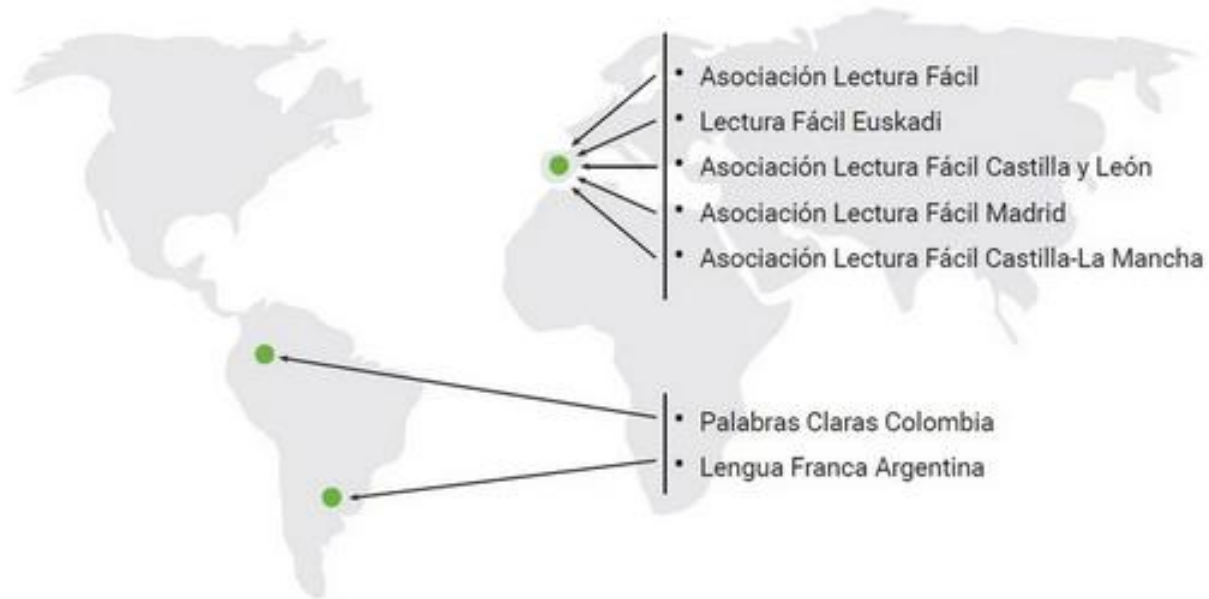 • Asociación Lectura Fácil
• Lectura Fácil Euskadi
• Asociación Lectura Fácil Castilla y León
• Asociación Lectura Fácil Madrid
• Asociación Lectura Fácil Castilla-La Mancha
• Palabras Claras Colombia
• Lengua Franca Argentina